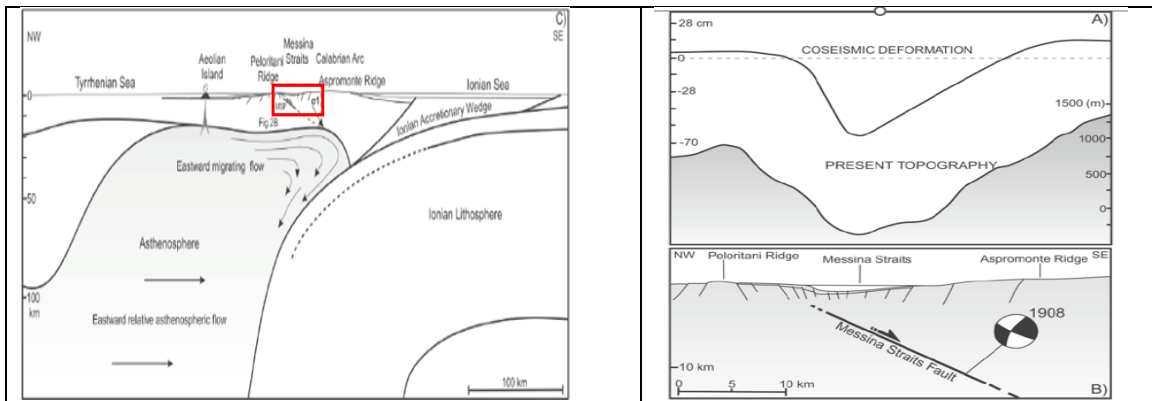 C)
NW
SE
Messina
Straits
Aeolian
Island
Peloritani
Ridge
Calabrian Arc
Aspromonte Ridge
Tyrrhenian Sea
Ionian Sea
0
MSF
σ1
Fig.2B
Ionian Accretionary Wedge
Eastward migrating flow
50
Ionian Lithosphere
Asthenosphere
100
km
Eastward relative asthenospheric flow
100 km
A)
28 cm
COSEISMIC DEFORMATION
0
-28
1500 (m)
-70
1000
PRESENT TOPOGRAPHY
500
0
NW Peloritani Ridge Messina Straits Aspromonte Ridge SE
1908
Messina Straits Fault
10 km
0 5 10 km
B)